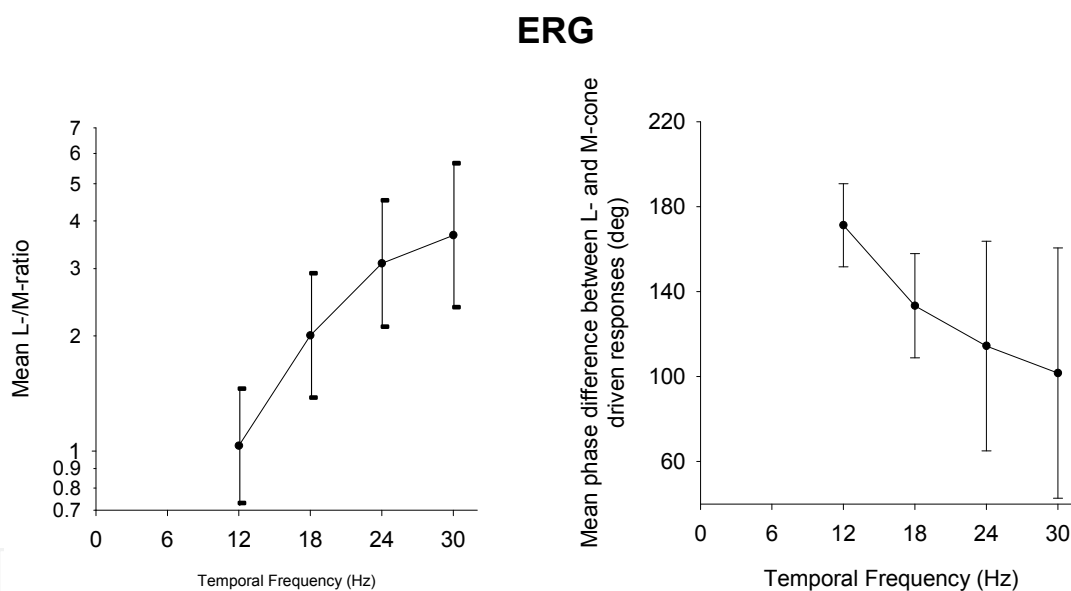 ERG
Mean L-/M-ratio
7
6
5
4
3
2
1
0.9
0.8
0.7
0 6 12 18 24 30
Temporal Frequency (Hz)
Mean phase difference between L- and M-cone
driven responses (deg)
220
180
140
100
60
0 6 12 18 24 30
Temporal Frequency (Hz)